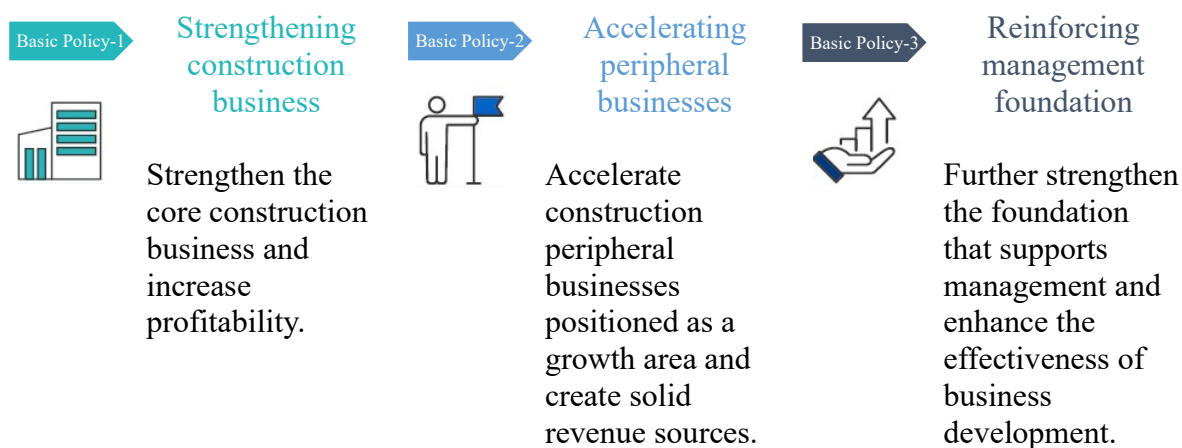 Basic Policy-1
Strengthening
construction
business
Strengthen the
core construction
business and
increase
profitability.
Basic Policy-2
Accelerating
peripheral
businesses
Accelerate
construction
peripheral
businesses
positioned as a
growth area and
create solid
revenue sources.
Basic Policy-3
Reinforcing
management
foundation
Further strengthen
the foundation
that supports
management and
enhance the
effectiveness of
business
development.